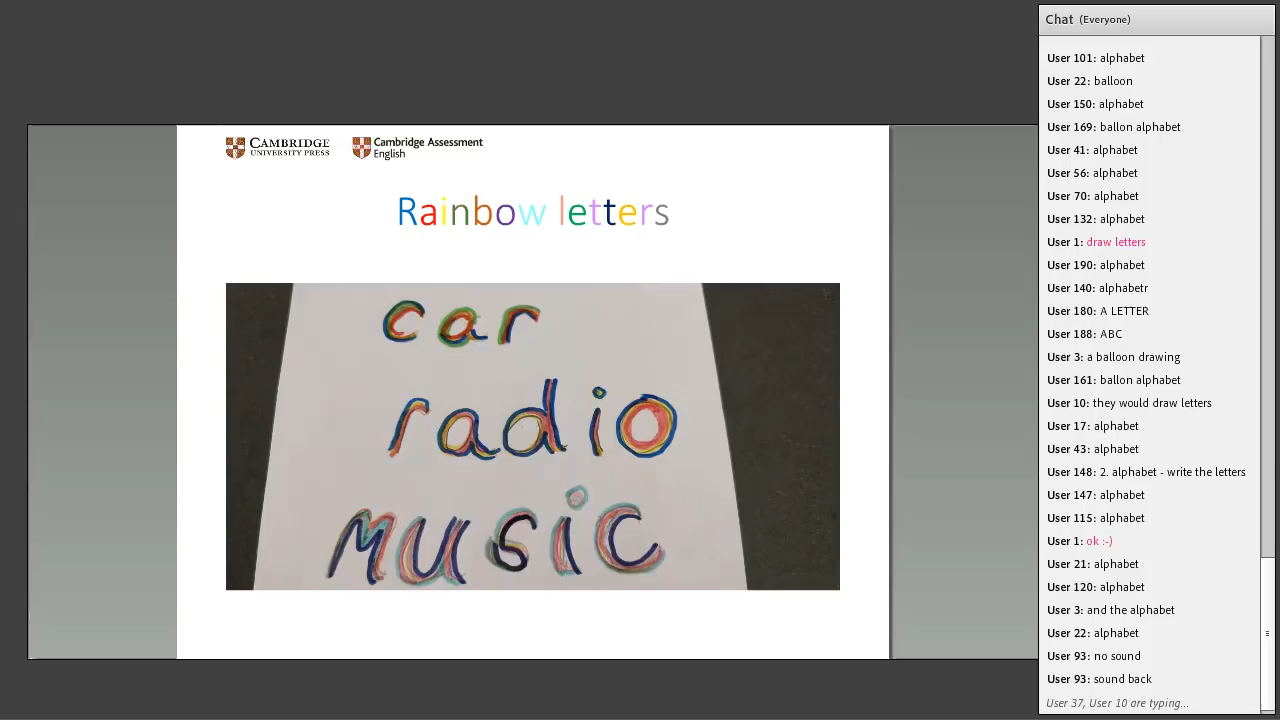 CAMBRIDGE
UNIVERSITY PRESS
Cambridge Assessment
English
Rainbow letters
car
radio
music
Chat (Everyone)
User 101: alphabet
User 22: balloon
User 150: alphabet
User 169: ballon alphabet
User 41: alphabet
User 56: alphabet
User 70: alphabet
User 132: alphabet
User 1: draw letters
User 190: alphabet
User 140: alphabetr
User 180: A LETTER
User 188: ABC
User 3: a balloon drawing
User 161: ballon alphabet
User 10: they would draw letters
User 17: alphabet
User 43: alphabet
User 148: 2. alphabet - write the letters
User 147: alphabet
User 115: alphabet
User 1: ok :-)
User 21: alphabet
User 120: alphabet
User 3: and the alphabet
User 22: alphabet
User 93: no sound
User 93: sound back
User 37, User 10 are typing...